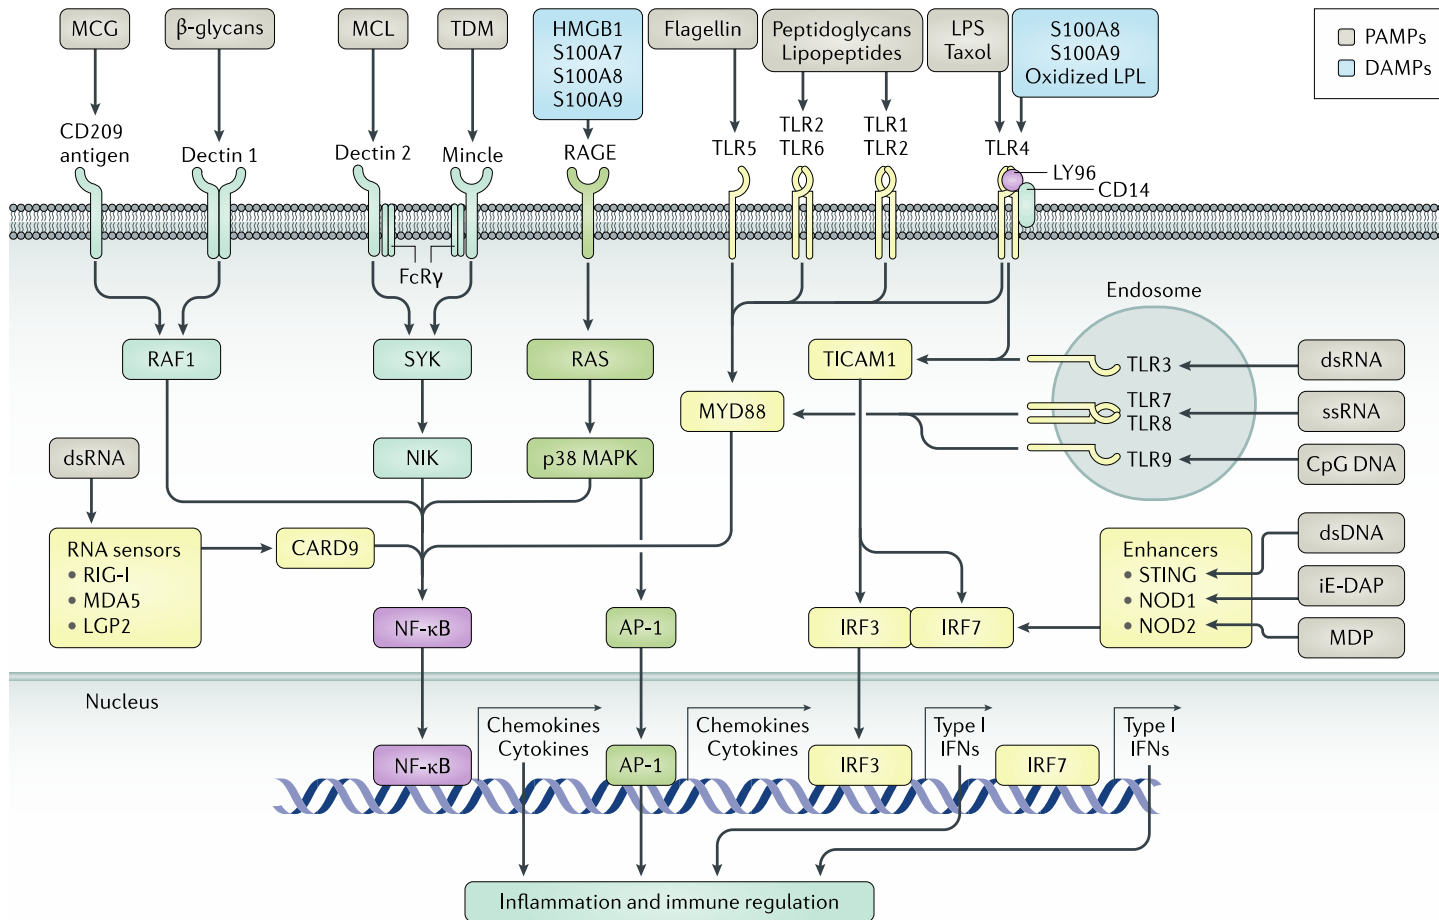 MCG
β-glycans
MCL
TDM
HMGB1
S100A7
S100A8
S100A9
Flagellin
Peptidoglycans
Lipopeptides
LPS
Taxol
S100A8
S100A9
Oxidized LPL
PAMPs
DAMPs
CD209
antigen
Dectin 1
Dectin 2
Mincle
RAGE
TLR5
TLR2
TLR6
TLR1
TLR2
TLR4
LY96
CD14
FcRγ
Endosome
RAF1
SYK
RAS
TICAM1
TLR3
dsRNA
MYD88
TLR7
TLR8
ssRNA
dsRNA
NIK
p38 MAPK
TLR9
CpG DNA
RNA sensors
• RIG-I
• MDA5
• LGP2
CARD9
Enhancers
• STING
• NOD1
• NOD2
dsDNA
iE-DAP
MDP
NF-κB
AP-1
IRF3
IRF7
Nucleus
Chemokines
Cytokines
Chemokines
Cytokines
Type I
IFNs
Type I
IFNs
NF-κB
AP-1
IRF3
IRF7
Inflammation and immune regulation